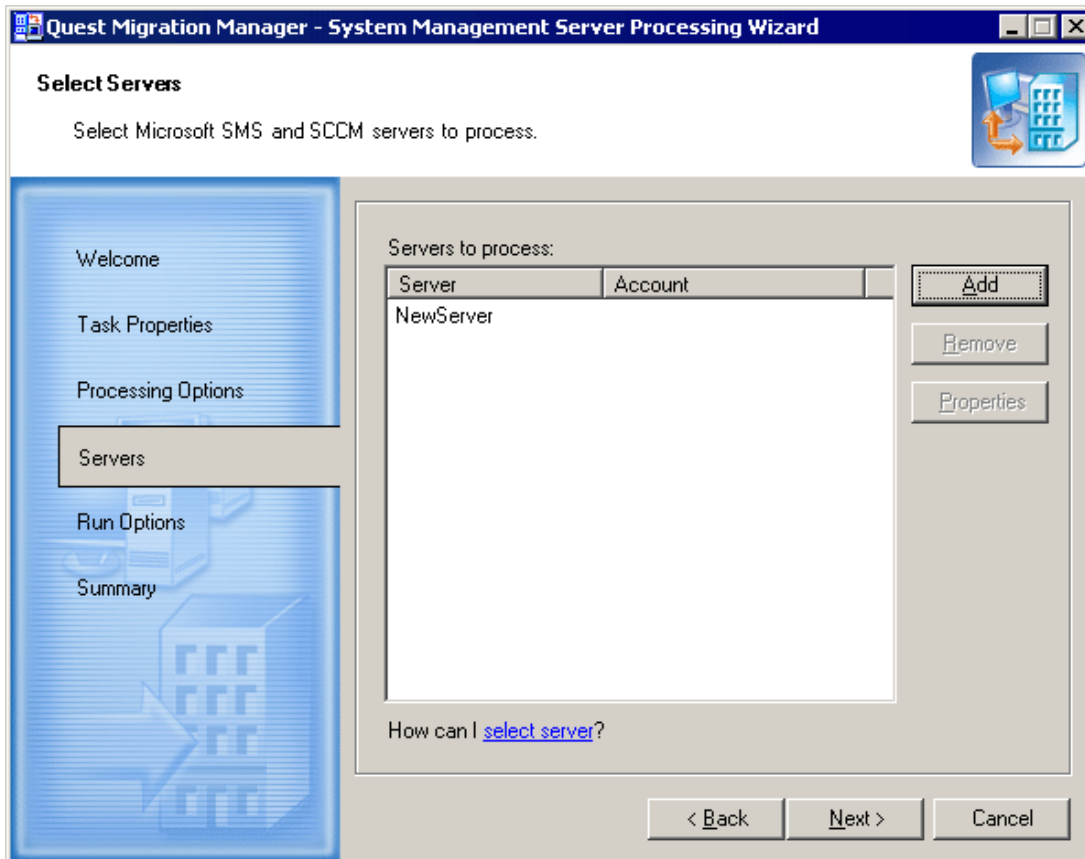 Quest Migration Manager - System Management Server Processing Wizard
Select Servers
Select Microsoft SMS and SCCM servers to process.
Welcome
Task Properties
Processing Options
Servers
Run Options
Summary
Servers to process:
Server Account
NewServer
Add
Remove
Properties
How can I select server?
< Back Next > Cancel